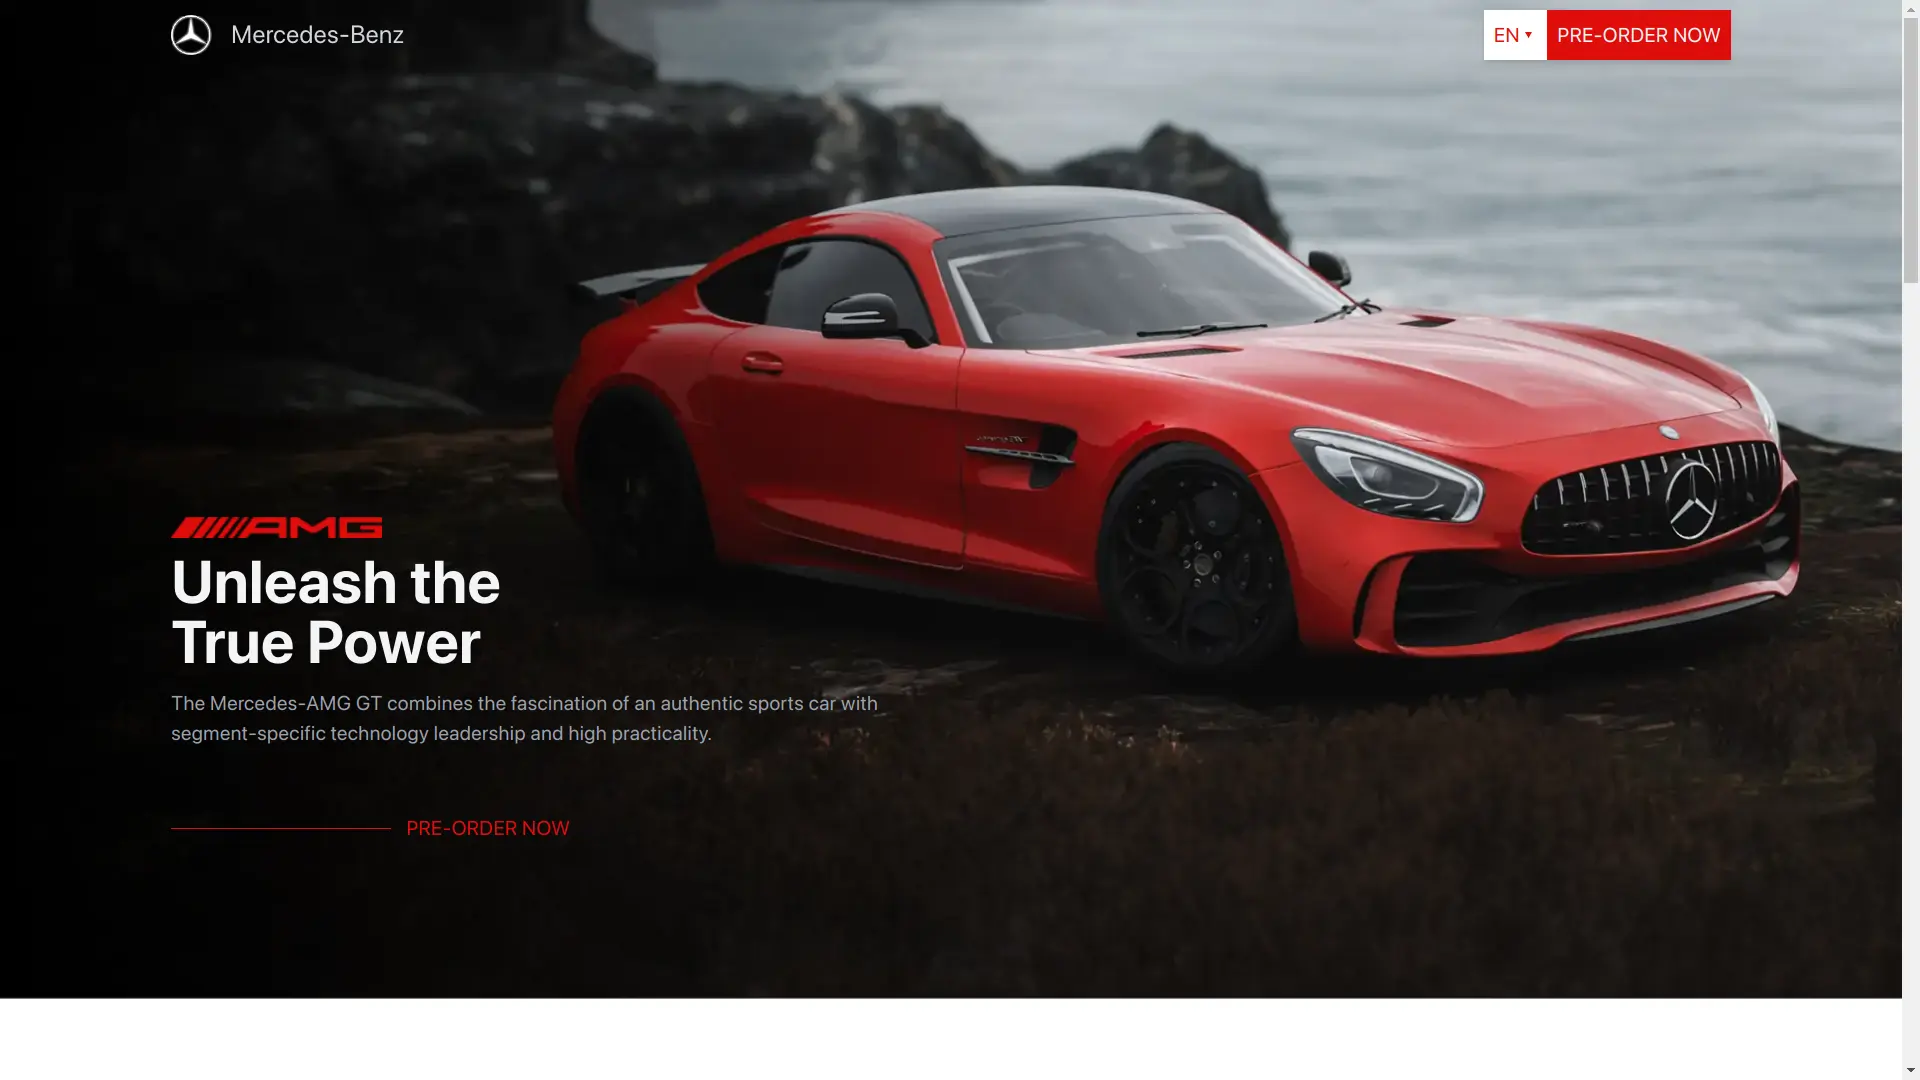 Mercedes-Benz
EN
PRE-ORDER NOW
AMG
Unleash the
True Power
The Mercedes-AMG GT combines the fascination of an authentic sports car with
segment-specific technology leadership and high practicality.
PRE-ORDER NOW